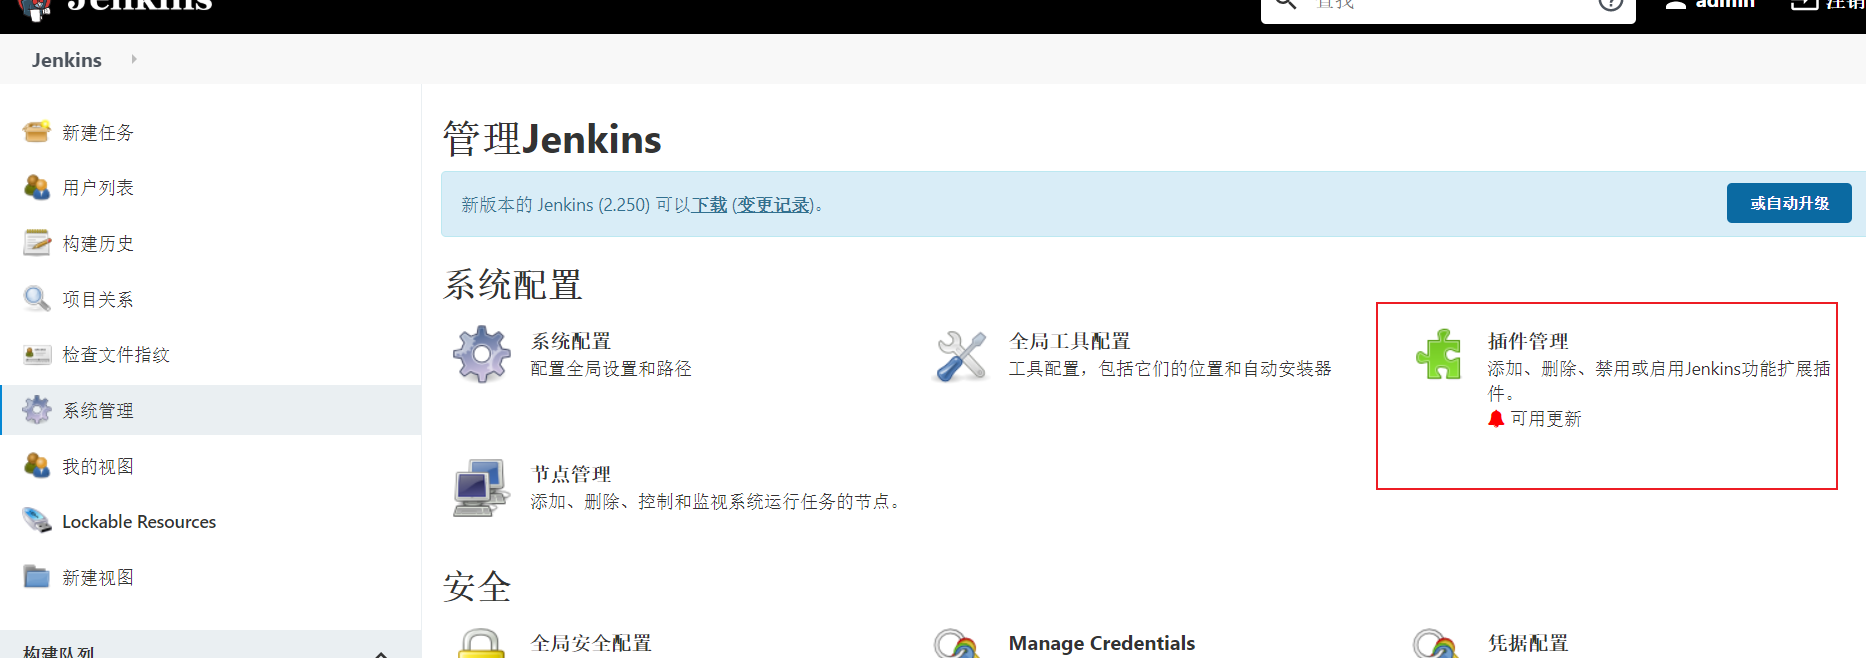 Jenkins
查找
admin
注销
Jenkins
新建任务
用户列表
构建历史
项目关系
检查文件指纹
系统管理
我的视图
Lockable Resources
新建视图
构建队列
管理Jenkins
新版本的 Jenkins (2.250) 可以下载 (变更记录)。
或自动升级
系统配置
系统配置
配置全局设置和路径
全局工具配置
工具配置，包括它们的位置和自动安装器
插件管理
添加、删除、禁用或启用Jenkins功能扩展插
件。
可用更新
节点管理
添加、删除、控制和监视系统运行任务的节点。
安全
全局安全配置
Manage Credentials
凭据配置